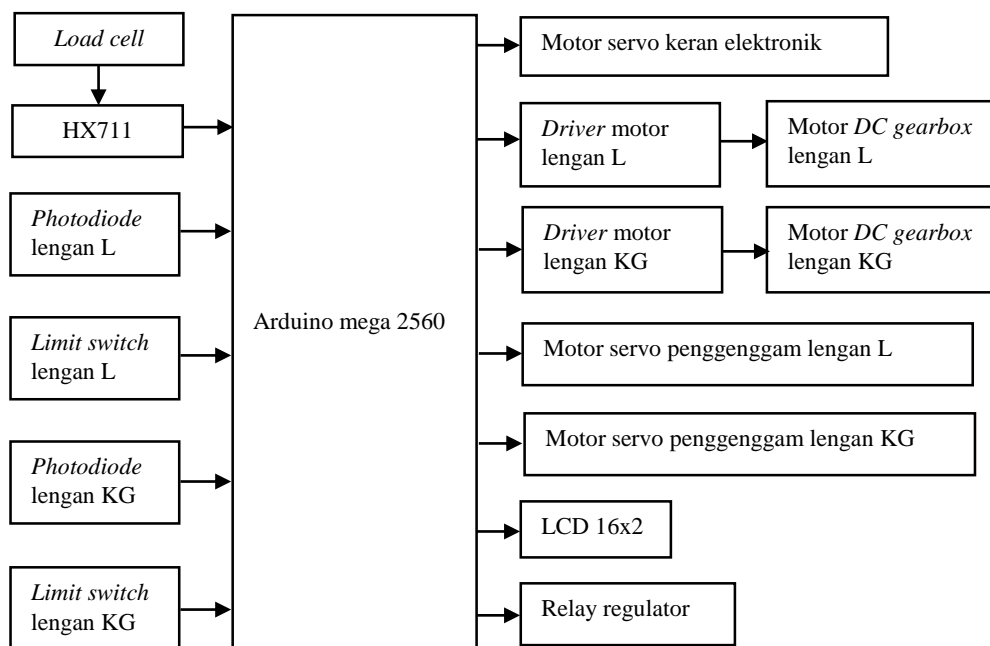 Load cell
HX711
Photodiode
lengan L
Limit switch
lengan L
Photodiode
lengan KG
Limit switch
lengan KG
Arduino mega 2560
Motor servo keran elektronik
Driver motor
lengan L
Motor DC gearbox
lengan L
Driver motor
lengan KG
Motor DC gearbox
lengan KG
Motor servo penggenggam lengan L
Motor servo penggenggam lengan KG
LCD 16x2
Relay regulator